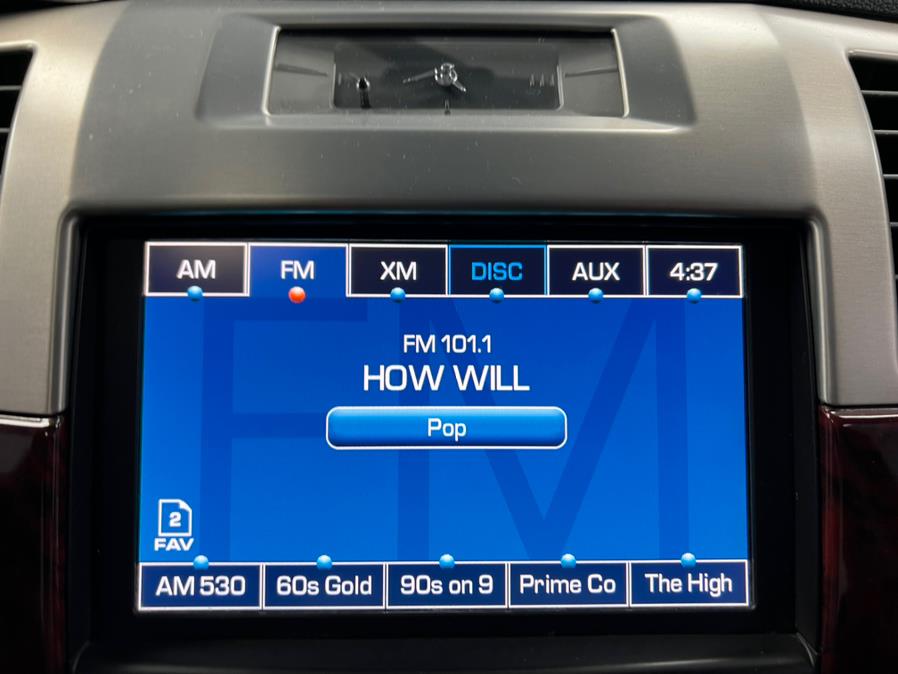 AM FM XM DISC AUX 4:37
FM 101.1
HOW WILL
Pop
2
FAV
AM 530 60s Gold 90s on 9 Prime Co The High